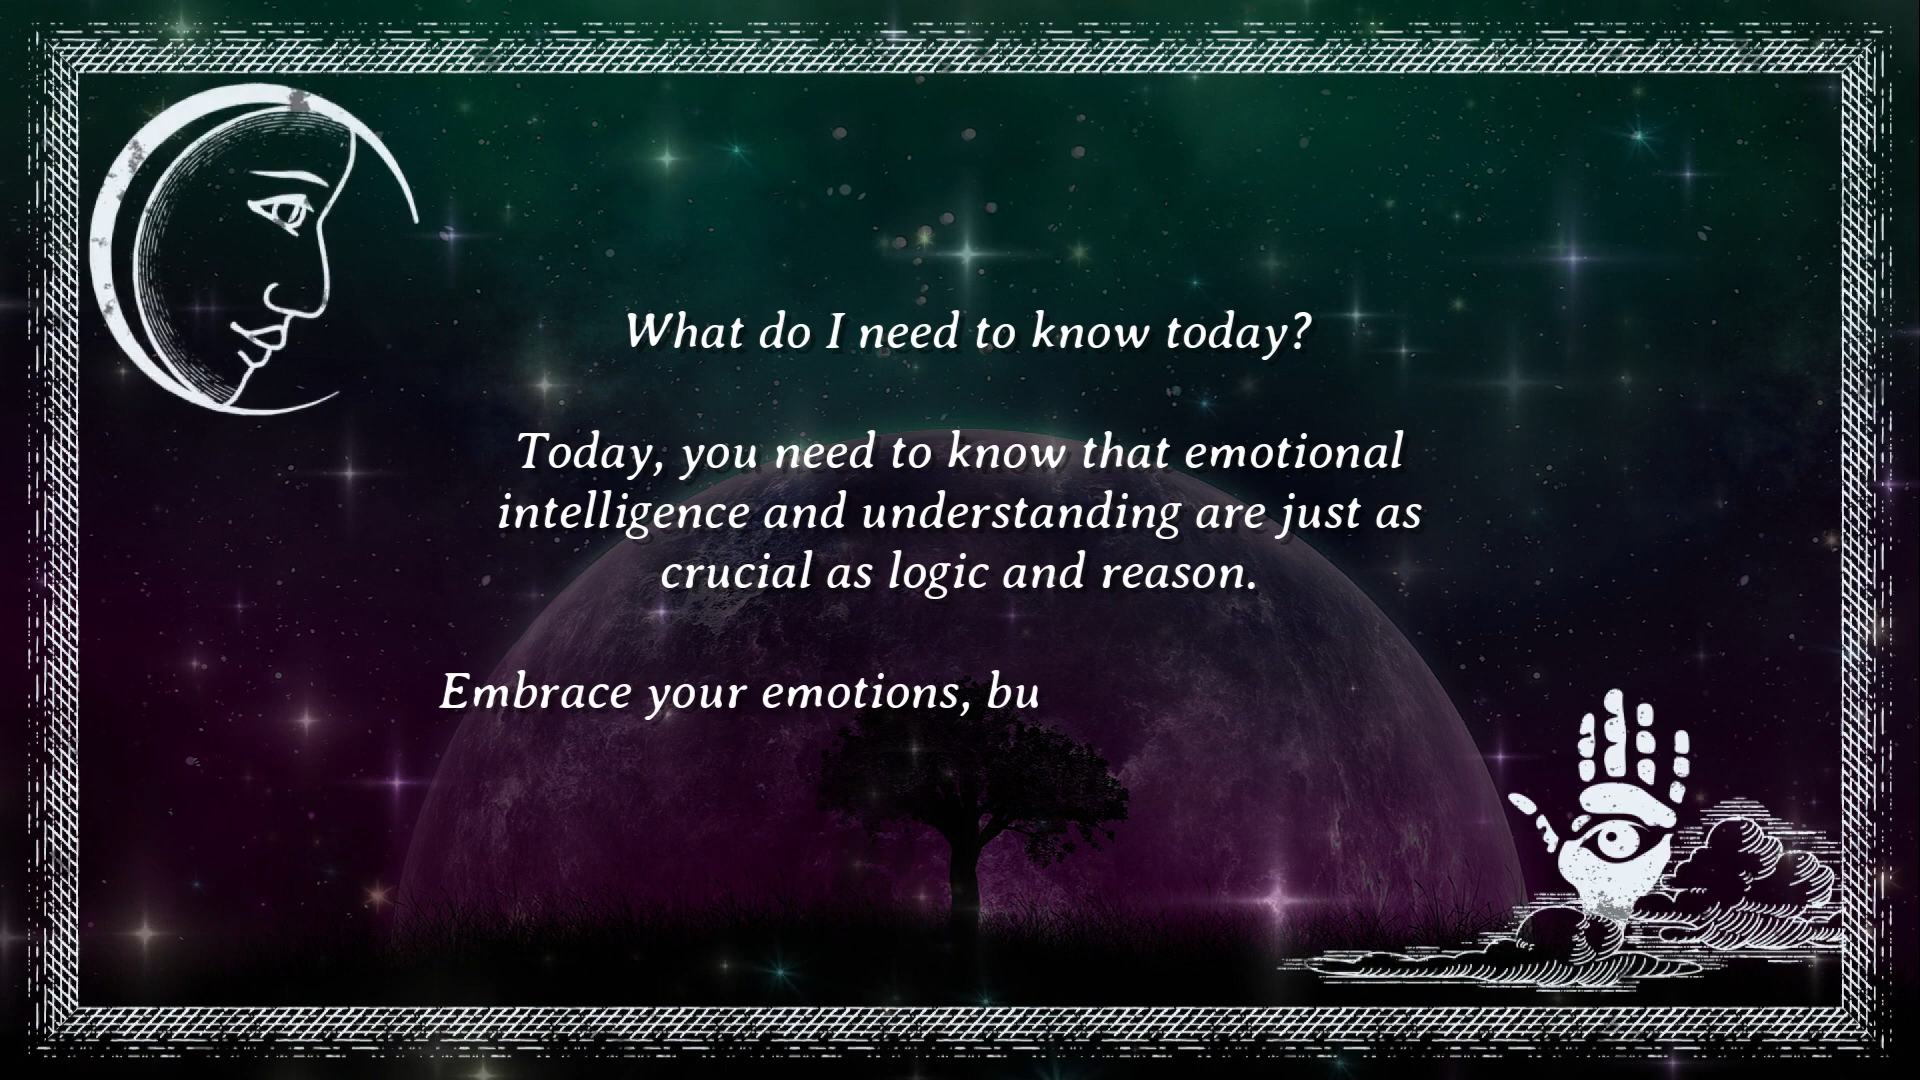 What do I need to know today?
Today, you need to know that emotional
intelligence and understanding are just as
crucial as logic and reason.
Embrace your emotions, bu